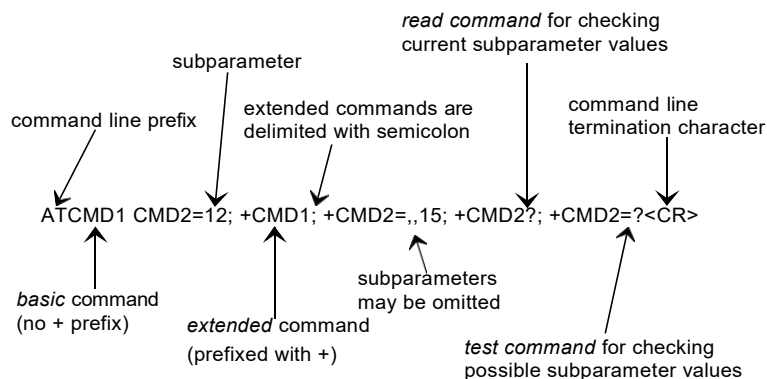 read command for checking
current subparameter values
subparameter
command line prefix
extended commands are
delimited with semicolon
command line
termination character
ATCMD1 CMD2=12; +CMD1; +CMD2=,,15; +CMD2?; +CMD2=?<CR>
basic command
(no + prefix)
extended command
(prefixed with +)
subparameters
may be omitted
test command for checking
possible subparameter values